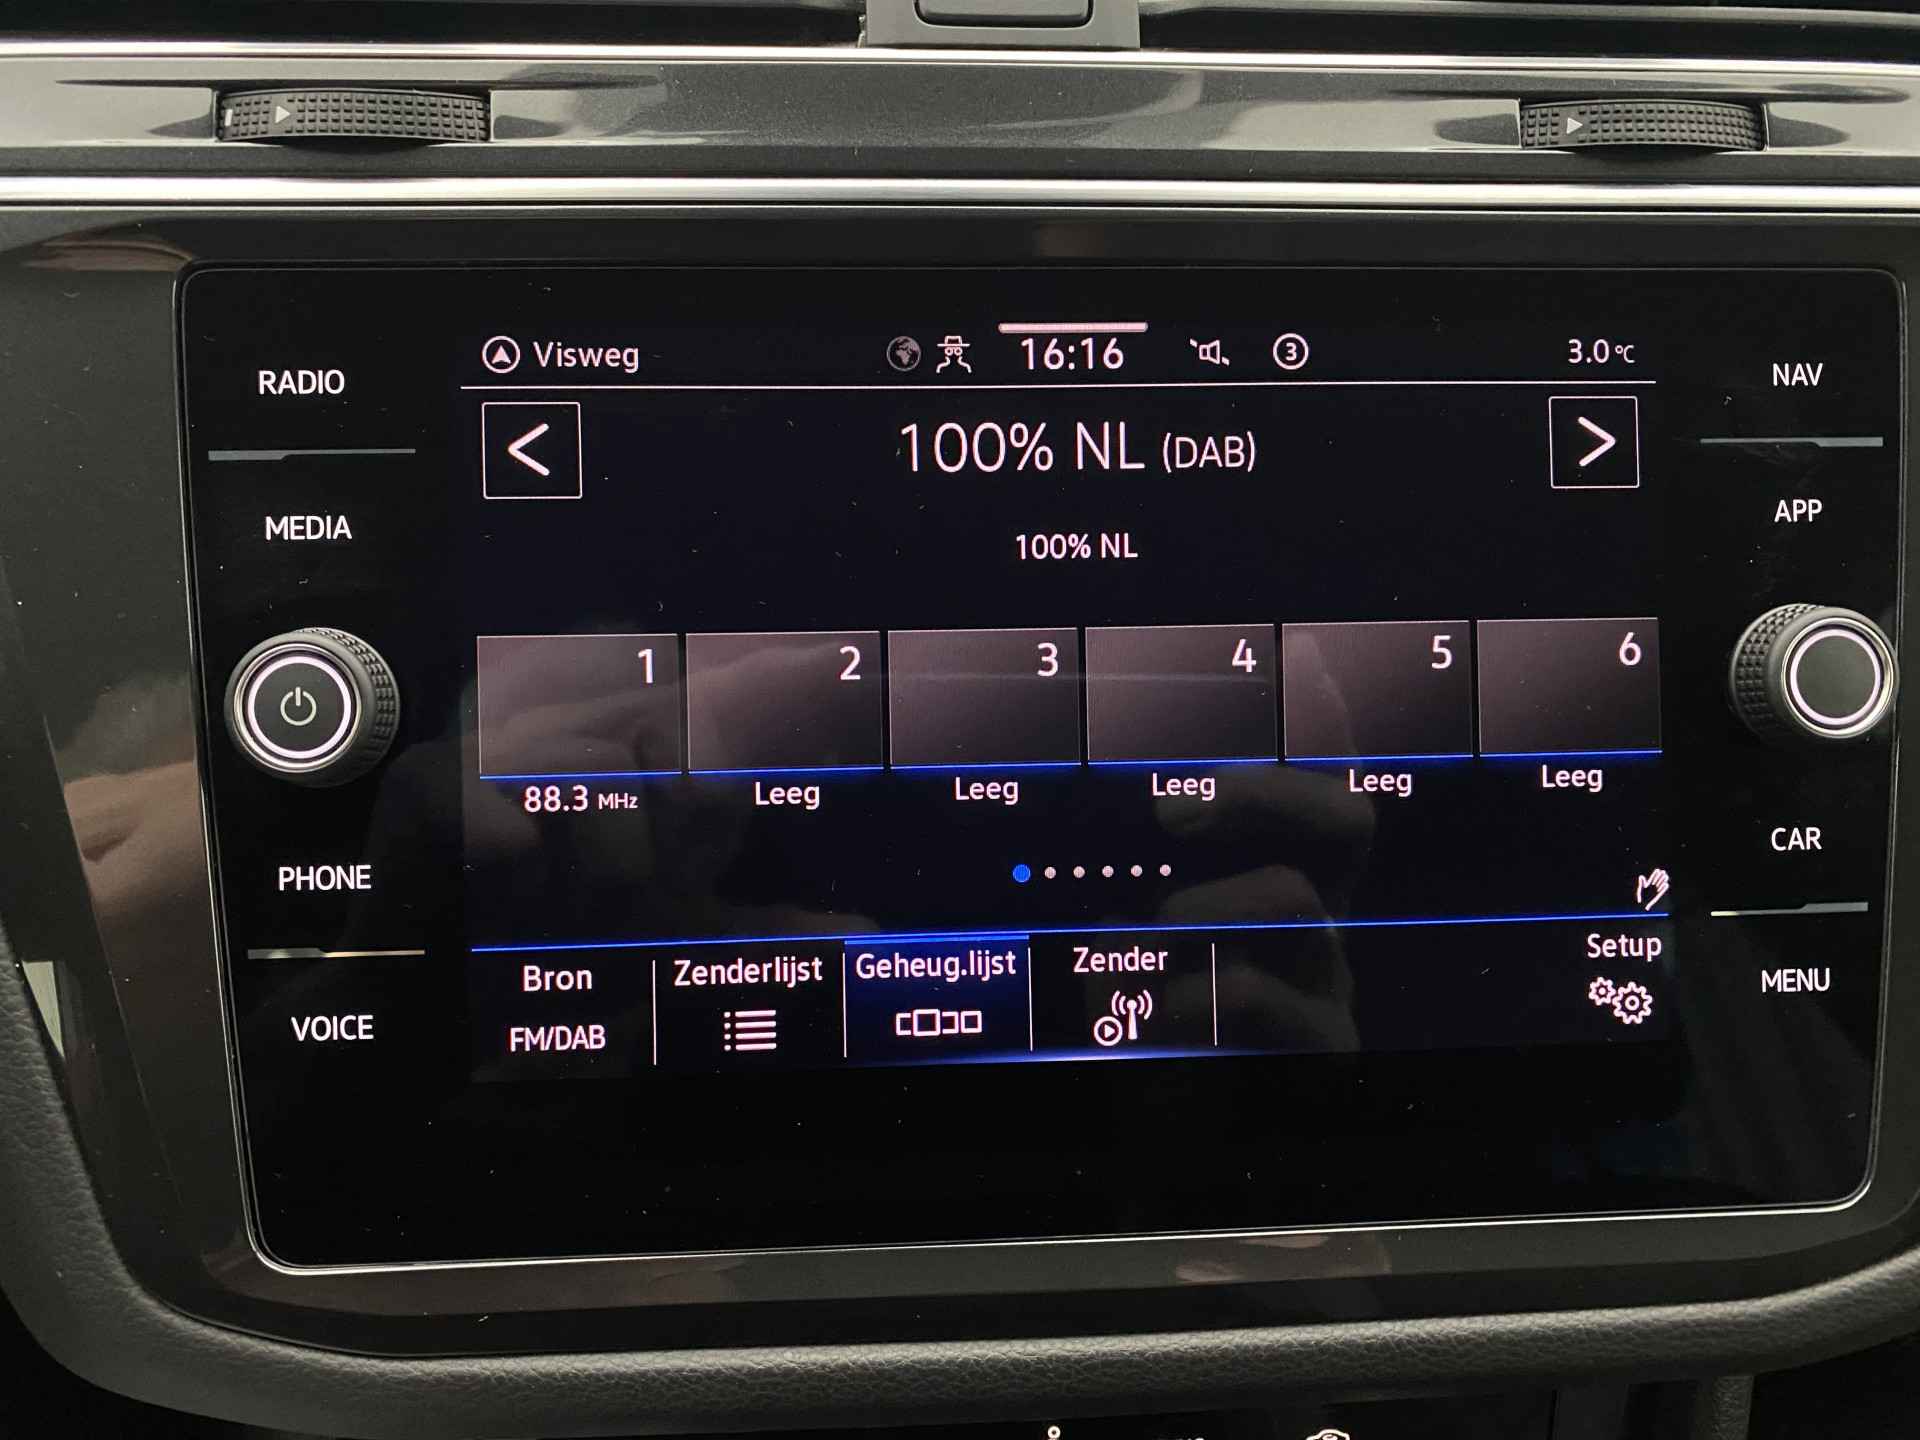 RADIO
MEDIA
PHONE
VOICE
Visweg
16:16
3
3.0 °C
<
100% NL (DAB)
>
100% NL
1
2
3
4
5
6
88.3 MHz
Leeg
Leeg
Leeg
Leeg
Leeg
Bron
FM/DAB
Zenderlijst
Geheug.lijst
Zender
Setup
NAV
APP
CAR
MENU